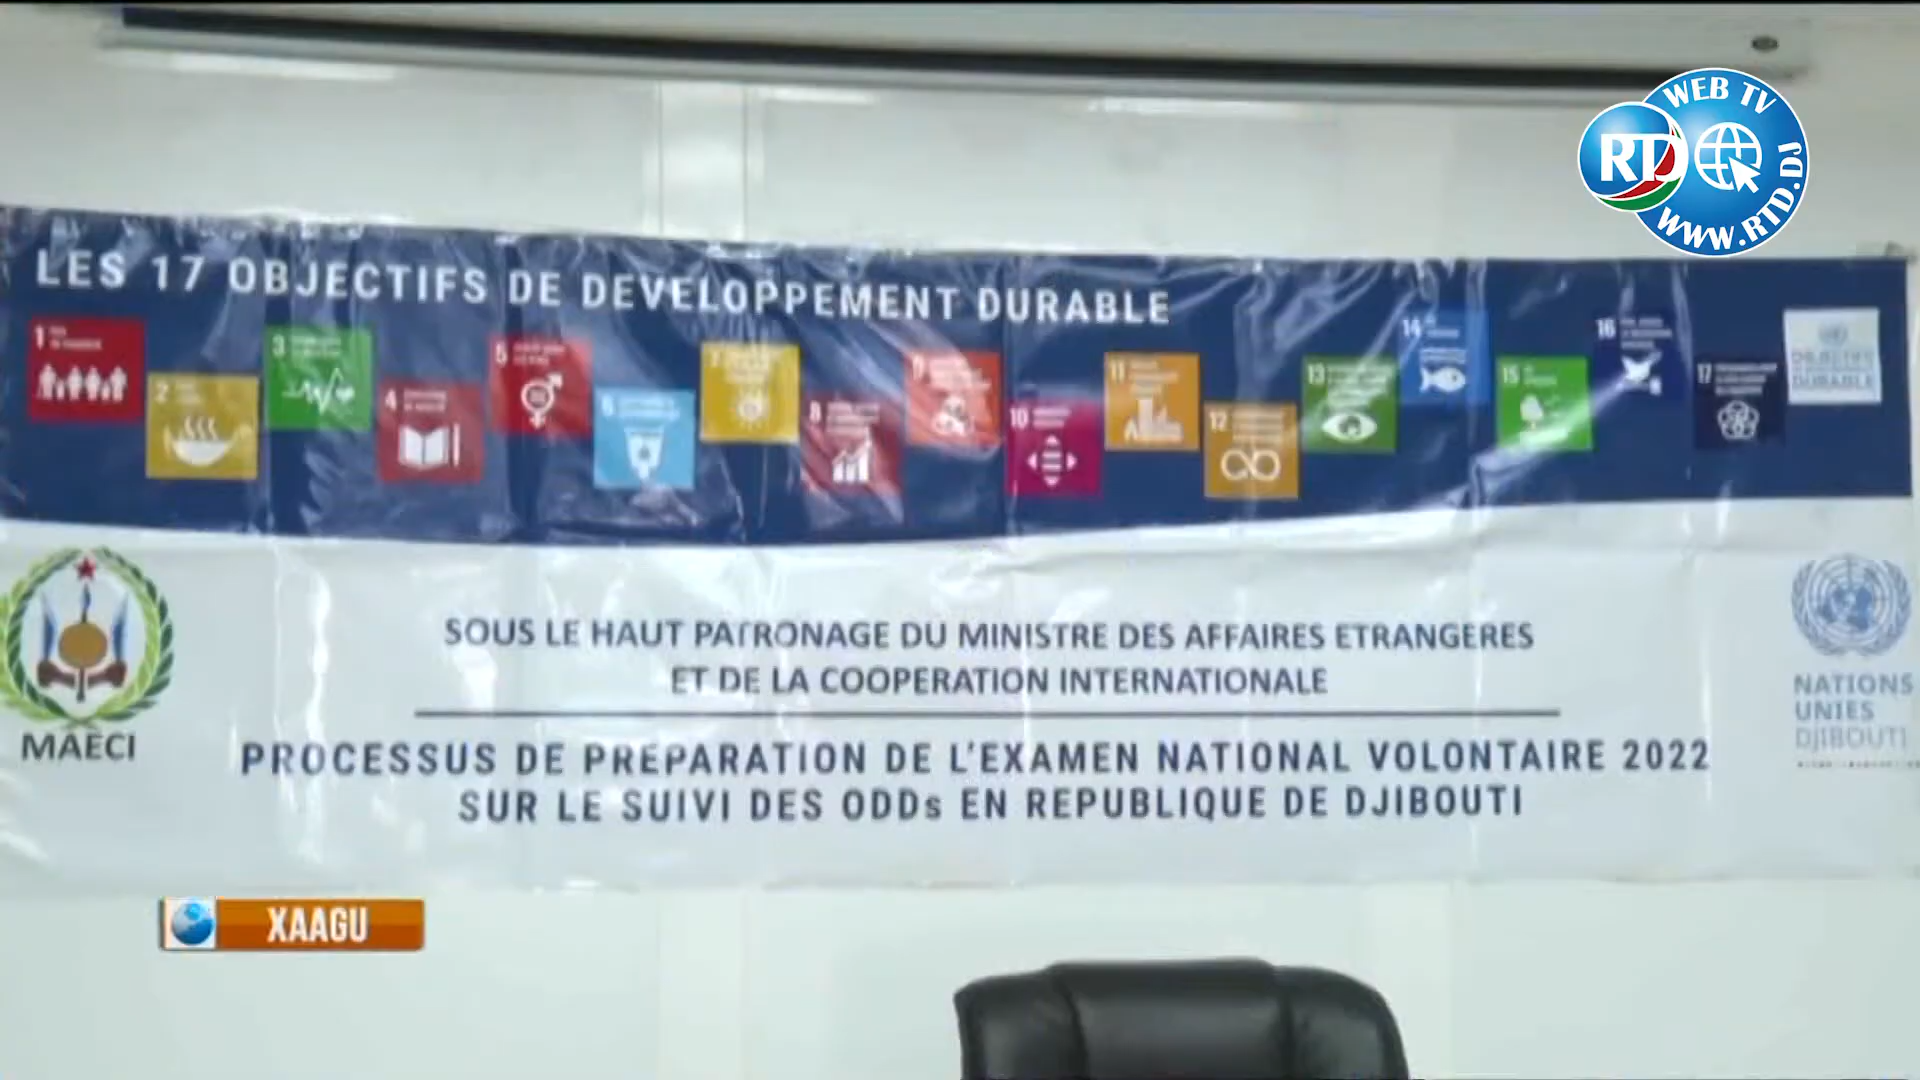 WEB TV
RTD
WWW.RTD.DJ
LES 17 OBJECTIFS DE DEVELOPPEMENT DURABLE
1
2
3
4
5
6
7
8
9
10
11
12
13
14
15
16
17
OBJECTIFS
DURABLE
SOUS LE HAUT PATRONAGE DU MINISTRE DES AFFAIRES ETRANGERES
ET DE LA COOPERATION INTERNATIONALE
MAECI
NATIONS
UNIES
DJIBOUTI
PROCESSUS DE PREPARATION DE L'EXAMEN NATIONAL VOLONTAIRE 2022
SUR LE SUIVI DES ODDs EN REPUBLIQUE DE DJIBOUTI
XAAGU